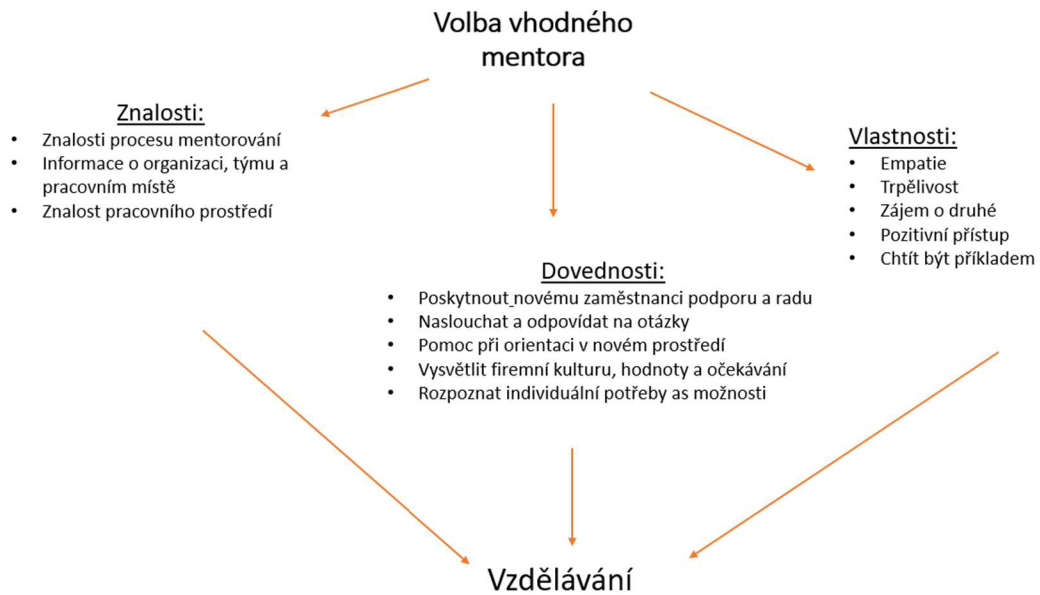 Volba vhodného
mentora
Znalosti:
• Znalosti procesu mentorování
• Informace o organizaci, týmu a
pracovním místě
• Znalost pracovního prostředí
Dovednosti:
• Poskytnout novému zaměstnanci podporu a radu
• Naslouchat a odpovídat na otázky
• Pomoc při orientaci v novém prostředí
• Vysvětlit firemní kulturu, hodnoty a očekávání
• Rozpoznat individuální potřeby as možnosti
Vlastnosti:
• Empatie
• Trpělivost
• Zájem o druhé
• Pozitivní přístup
• Chtít být příkladem
Vzdělávání